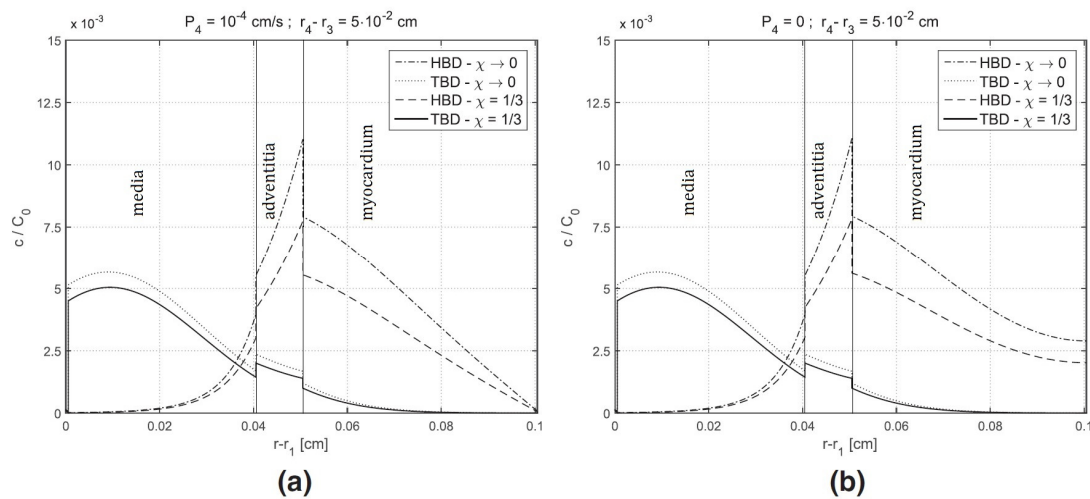 P₄ = 10⁻⁴ cm/s ; r₄- r₃ = 5·10⁻² cm
x 10⁻³
15
12.5
10
7.5
5
2.5
0
c / C₀
HBD - χ → 0
TBD - χ → 0
HBD - χ = 1/3
TBD - χ = 1/3
media
adventitia
myocardium
0 0.02 0.04 0.06 0.08 0.1
r-r₁ [cm]
(a)
P₄ = 0 ; r₄- r₃ = 5·10⁻² cm
x 10⁻³
15
12.5
10
7.5
5
2.5
0
c / C₀
HBD - χ → 0
TBD - χ → 0
HBD - χ = 1/3
TBD - χ = 1/3
media
adventitia
myocardium
0 0.02 0.04 0.06 0.08 0.1
r-r₁ [cm]
(b)